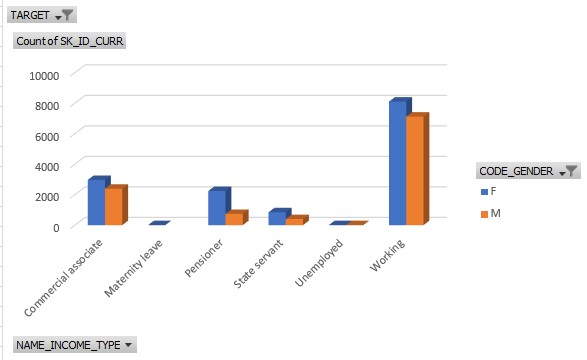 TARGET
Count of SK_ID_CURR
10000
8000
6000
4000
2000
0
Commercial associate
Maternity leave
Pensioner
State servant
Unemployed
Working
CODE_GENDER
F
M
NAME_INCOME_TYPE